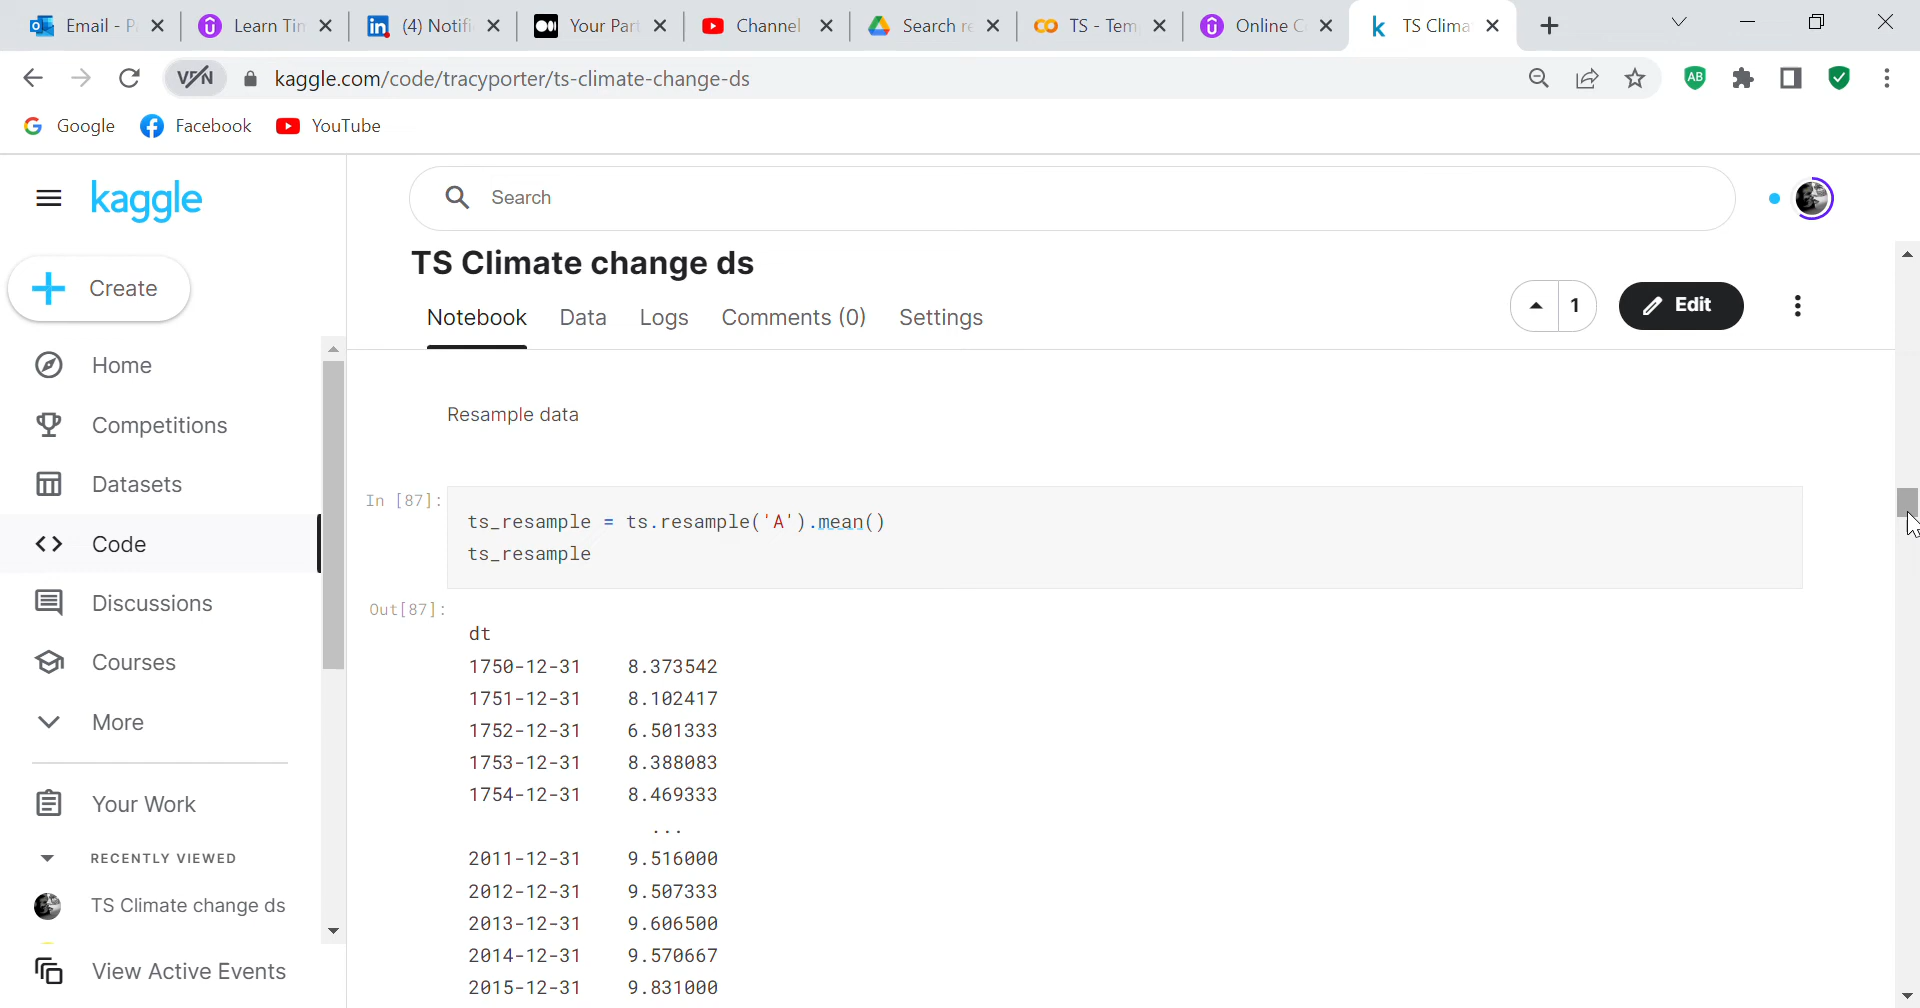 Email - P
Learn Tin
(4) Notifi
Your Part
Channel
Search re
TS - Tem
Online C
TS Clima
VPN
kaggle.com/code/tracyporter/ts-climate-change-ds
AB
Google
Facebook
YouTube
kaggle
Search
Create
TS Climate change ds
Notebook
Data
Logs
Comments (0)
Settings
1
Edit
Home
Competitions
Datasets
Code
Discussions
Courses
More
Your Work
RECENTLY VIEWED
TS Climate change ds
View Active Events
Resample data
In [87]:
ts_resample = ts.resample('A').mean()
ts_resample
Out[87]:
dt
1750-12-31 8.373542
1751-12-31 8.102417
1752-12-31 6.501333
1753-12-31 8.388083
1754-12-31 8.469333
...
2011-12-31 9.516000
2012-12-31 9.507333
2013-12-31 9.606500
2014-12-31 9.570667
2015-12-31 9.831000